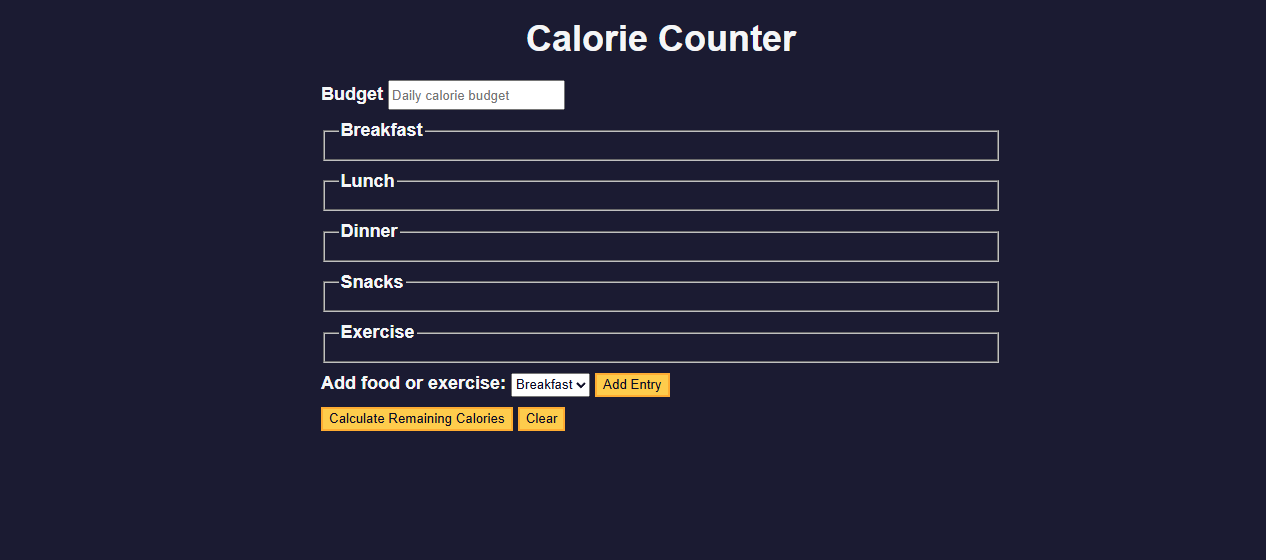 Calorie Counter
Budget Daily calorie budget
Breakfast
Lunch
Dinner
Snacks
Exercise
Add food or exercise: Breakfast Add Entry
Calculate Remaining Calories Clear